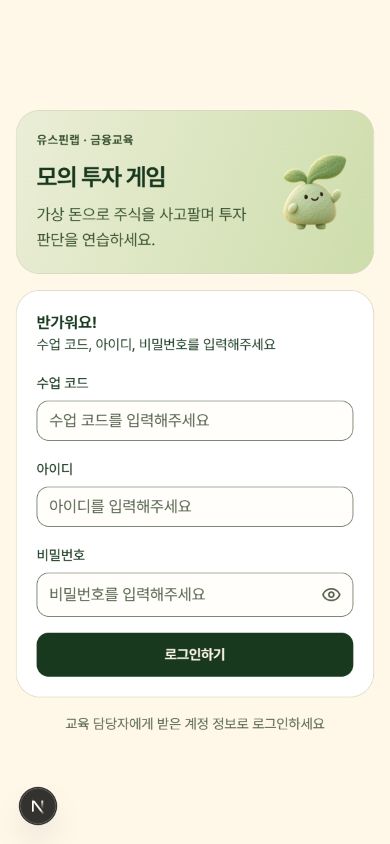 유스핀랩 · 금융교육
모의 투자 게임
가상 돈으로 주식을 사고팔며 투자
판단을 연습하세요.
반가워요!
수업 코드, 아이디, 비밀번호를 입력해주세요
수업 코드
수업 코드를 입력해주세요
아이디
아이디를 입력해주세요
비밀번호
비밀번호를 입력해주세요
로그인하기
교육 담당자에게 받은 계정 정보로 로그인하세요
N